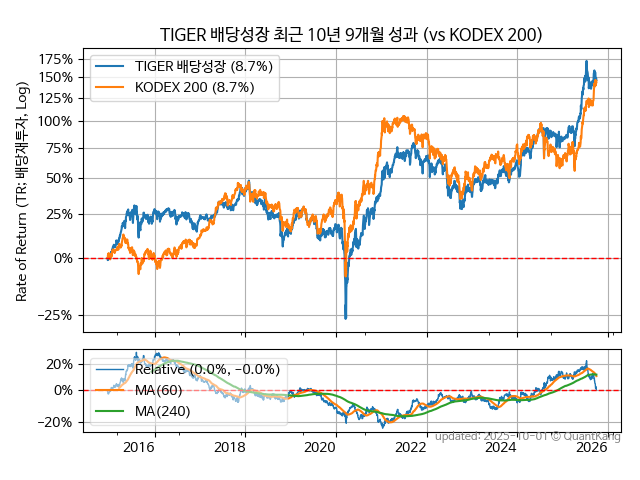 TIGER 배당성장 최근 10년 9개월 성과 (vs KODEX 200)
Rate of Return (TR: 배당재투자, Log)
175%
150%
125%
100%
75%
50%
25%
0%
−25%
TIGER 배당성장 (8.7%)
KODEX 200 (8.7%)
20%
0%
−20%
Relative (0.0%, −0.0%)
MA(60)
MA(240)
2016
2018
2020
2022
2024
2026
updated: 2025-10-01 © QuantKang